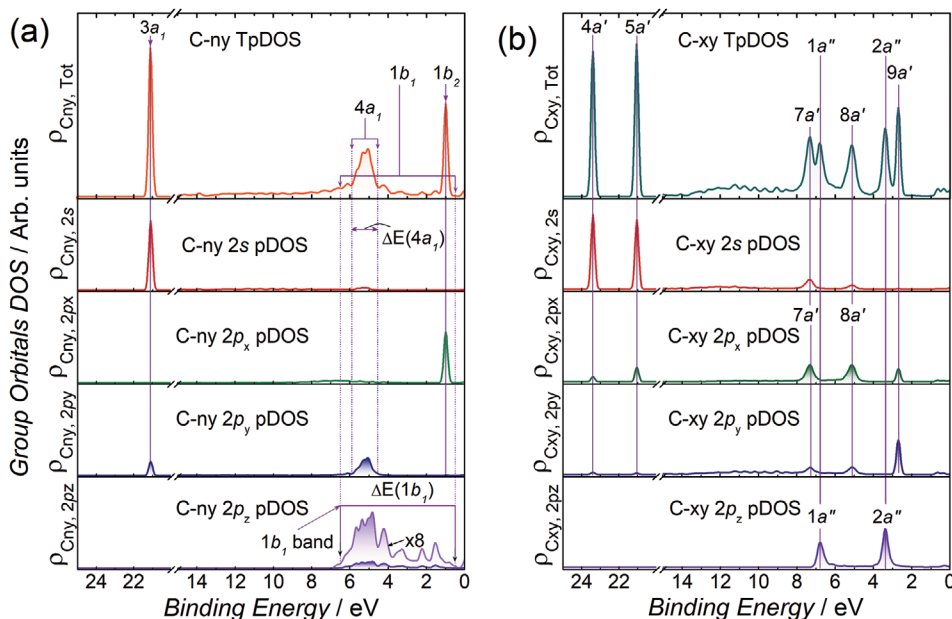 (a)
3a₁
C-ny TpDOS
1b₁
1b₂
4a₁
ρCny, Tot
C-ny 2s pDOS
ΔE(4a₁)
ρCny, 2s
C-ny 2pₓ pDOS
ρCny, 2px
C-ny 2py pDOS
ρCny, 2py
C-ny 2pz pDOS
ΔE(1b₁)
1b₁ band
x8
ρCny, 2pz
Group Orbitals DOS / Arb. units
25 20 14 12 10 8 6 4 2 0
Binding Energy / eV
(b)
4a′ 5a′
C-xy TpDOS
1a″ 2a″
9a′
7a′ 8a′
ρCxy, Tot
C-xy 2s pDOS
ρCxy, 2s
7a′ 8a′
C-xy 2pₓ pDOS
ρCxy, 2px
C-xy 2py pDOS
ρCxy, 2py
C-xy 2pz pDOS
1a″ 2a″
ρCxy, 2pz
25 20 14 12 10 8 6 4 2 0
Binding Energy / eV